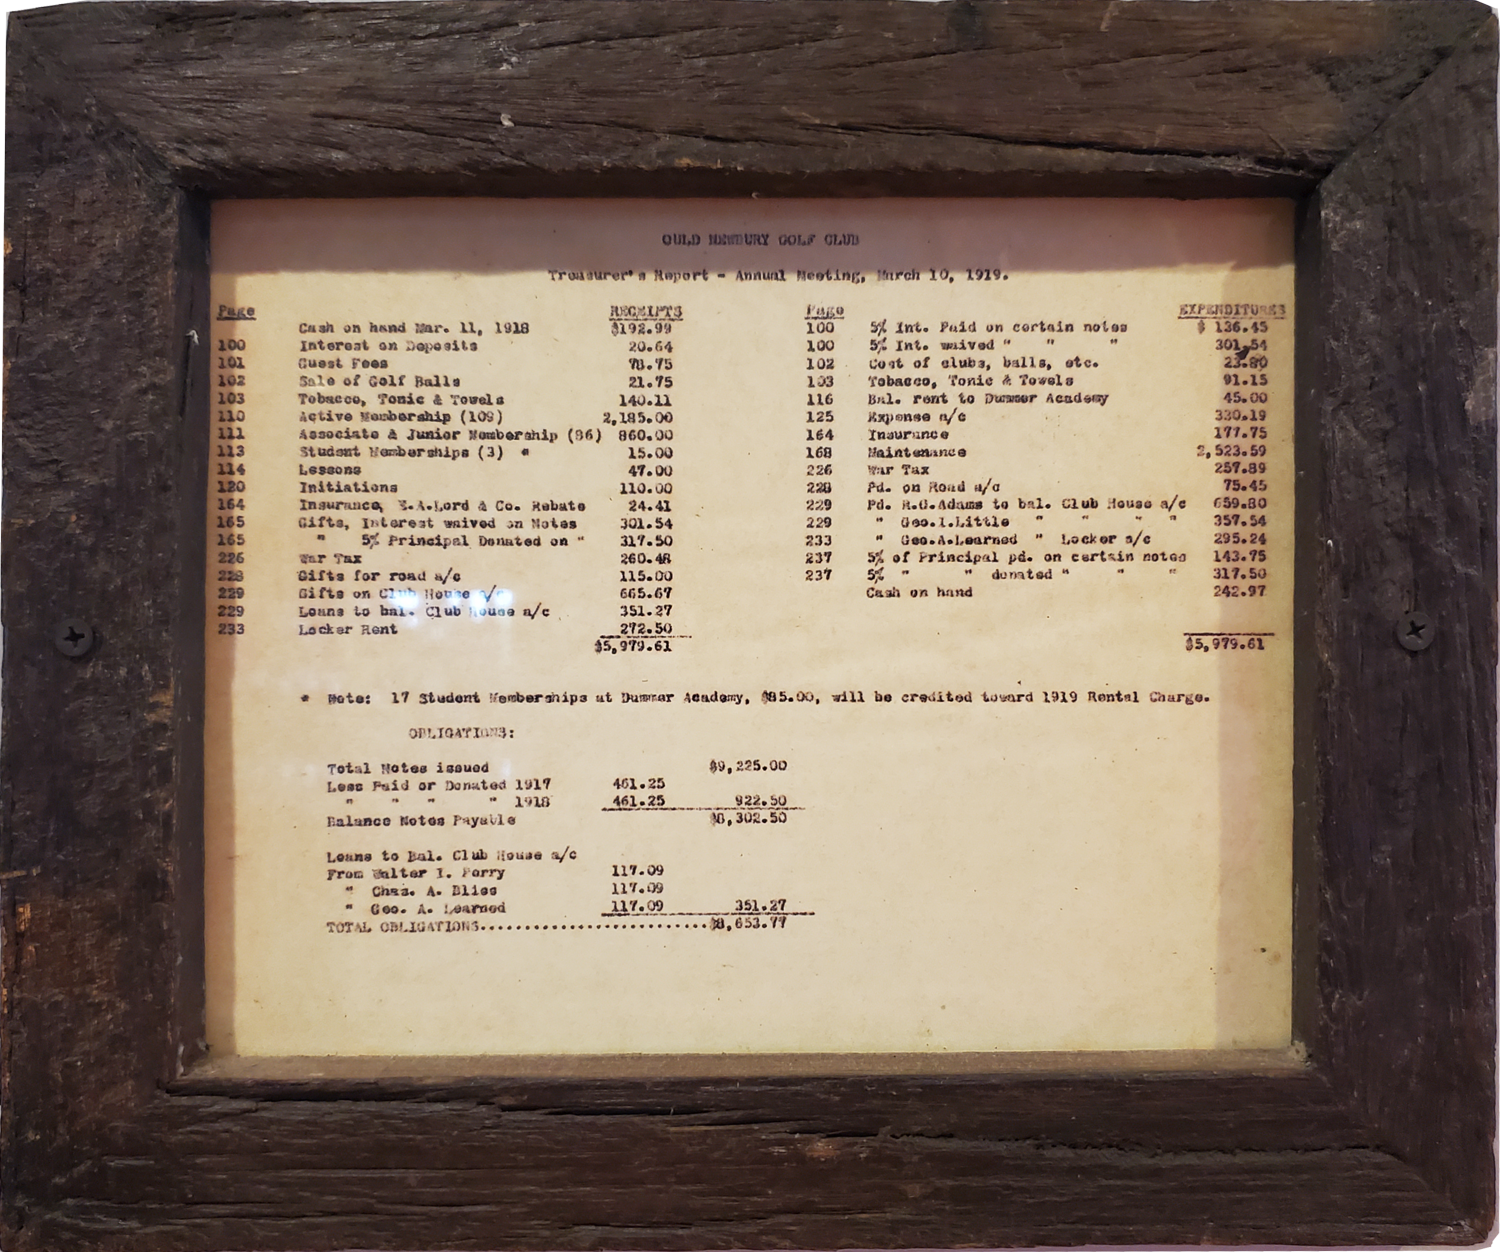 OULD NEWBURY GOLF CLUB
Treasurer's Report - Annual Meeting, March 10, 1919.
Page RECEIPTS Page EXPENDITURES
Cash on hand Mar. 11, 1918 $192.99 100 5% Int. Paid on certain notes $ 136.45
100 Interest on Deposits 20.64 100 5% Int. waived " " " 301.54
101 Guest Fees 78.75 102 Cost of clubs, balls, etc. 23.80
102 Sale of Golf Balls 21.75 103 Tobacco, Tonic & Towels 91.15
103 Tobacco, Tonic & Towels 140.11 116 Bal. rent to Dummer Academy 45.00
110 Active Membership (109) 2,185.00 125 Expense a/c 330.19
111 Associate & Junior Membership (86) 860.00 164 Insurance 177.75
113 Student Memberships (3) * 15.00 168 Maintenance 2,523.59
114 Lessons 47.00 226 War Tax 257.89
120 Initiations 110.00 228 Pd. on Road a/c 75.45
164 Insurance, E.A.Lord & Co. Rebate 24.41 229 Pd. R.G.Adams to bal. Club House a/c 659.80
165 Gifts, Interest waived on Notes 301.54 229 " Geo.I.Little " " " " 357.54
165 " 5% Principal Donated on " 317.50 233 " Geo.A.Learned " Locker a/c 295.24
226 War Tax 260.48 237 5% of Principal pd. on certain notes 143.75
228 Gifts for road a/c 115.00 237 5% " " donated " " " 317.50
229 Gifts on Club House a/c 665.67 Cash on hand 242.97
229 Loans to bal. Club House a/c 351.27
233 Locker Rent 272.50
$5,979.61 $5,979.61
* Note: 17 Student Memberships at Dummer Academy, $85.00, will be credited toward 1919 Rental Charge.
OBLIGATIONS:
Total Notes issued $9,225.00
Less Paid or Donated 1917 461.25
" " " " 1918 461.25 922.50
Balance Notes Payable $8,302.50
Loans to Bal. Club House a/c
From Walter I. Perry 117.09
" Chas. A. Bliss 117.09
" Geo. A. Learned 117.09 351.27
TOTAL OBLIGATIONS.........................$8,653.77